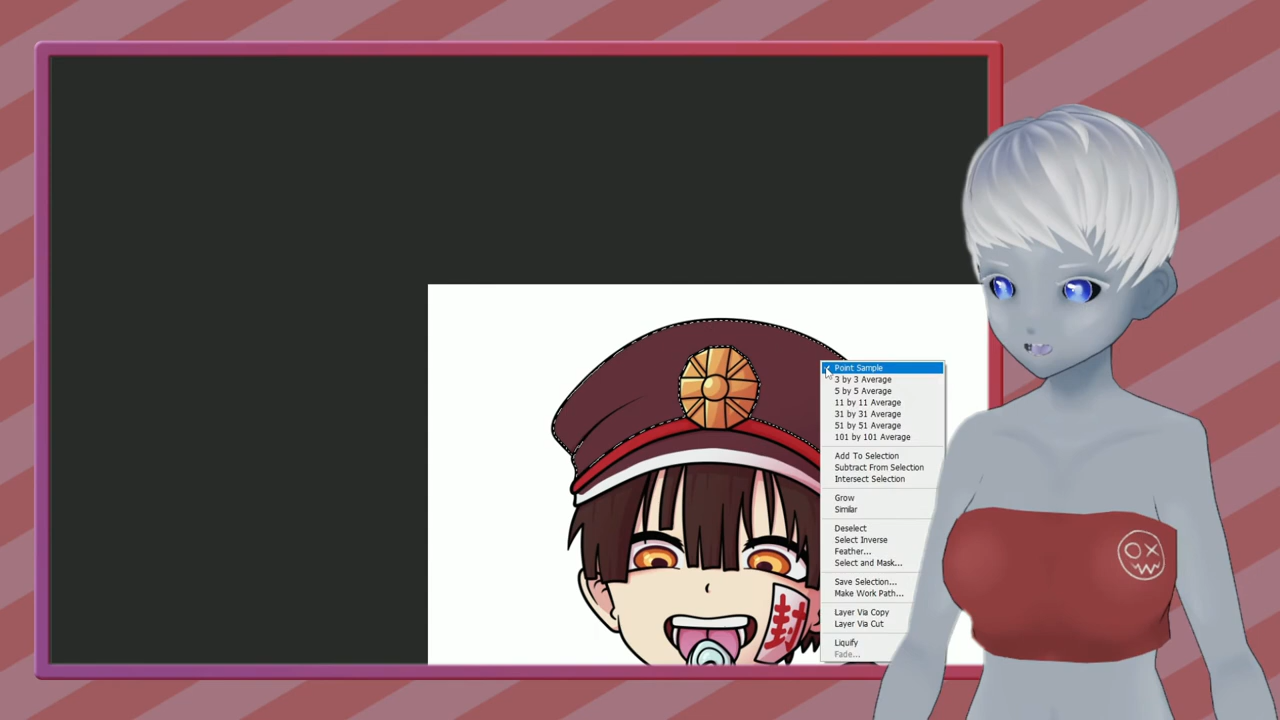 Point Sample
3 by 3 Average
5 by 5 Average
11 by 11 Average
31 by 31 Average
51 by 51 Average
101 by 101 Average
Add To Selection
Subtract From Selection
Intersect Selection
Grow
Similar
Deselect
Select Inverse
Feather...
Select and Mask...
Save Selection...
Make Work Path...
Layer Via Copy
Layer Via Cut
Liquify
Fade...
封